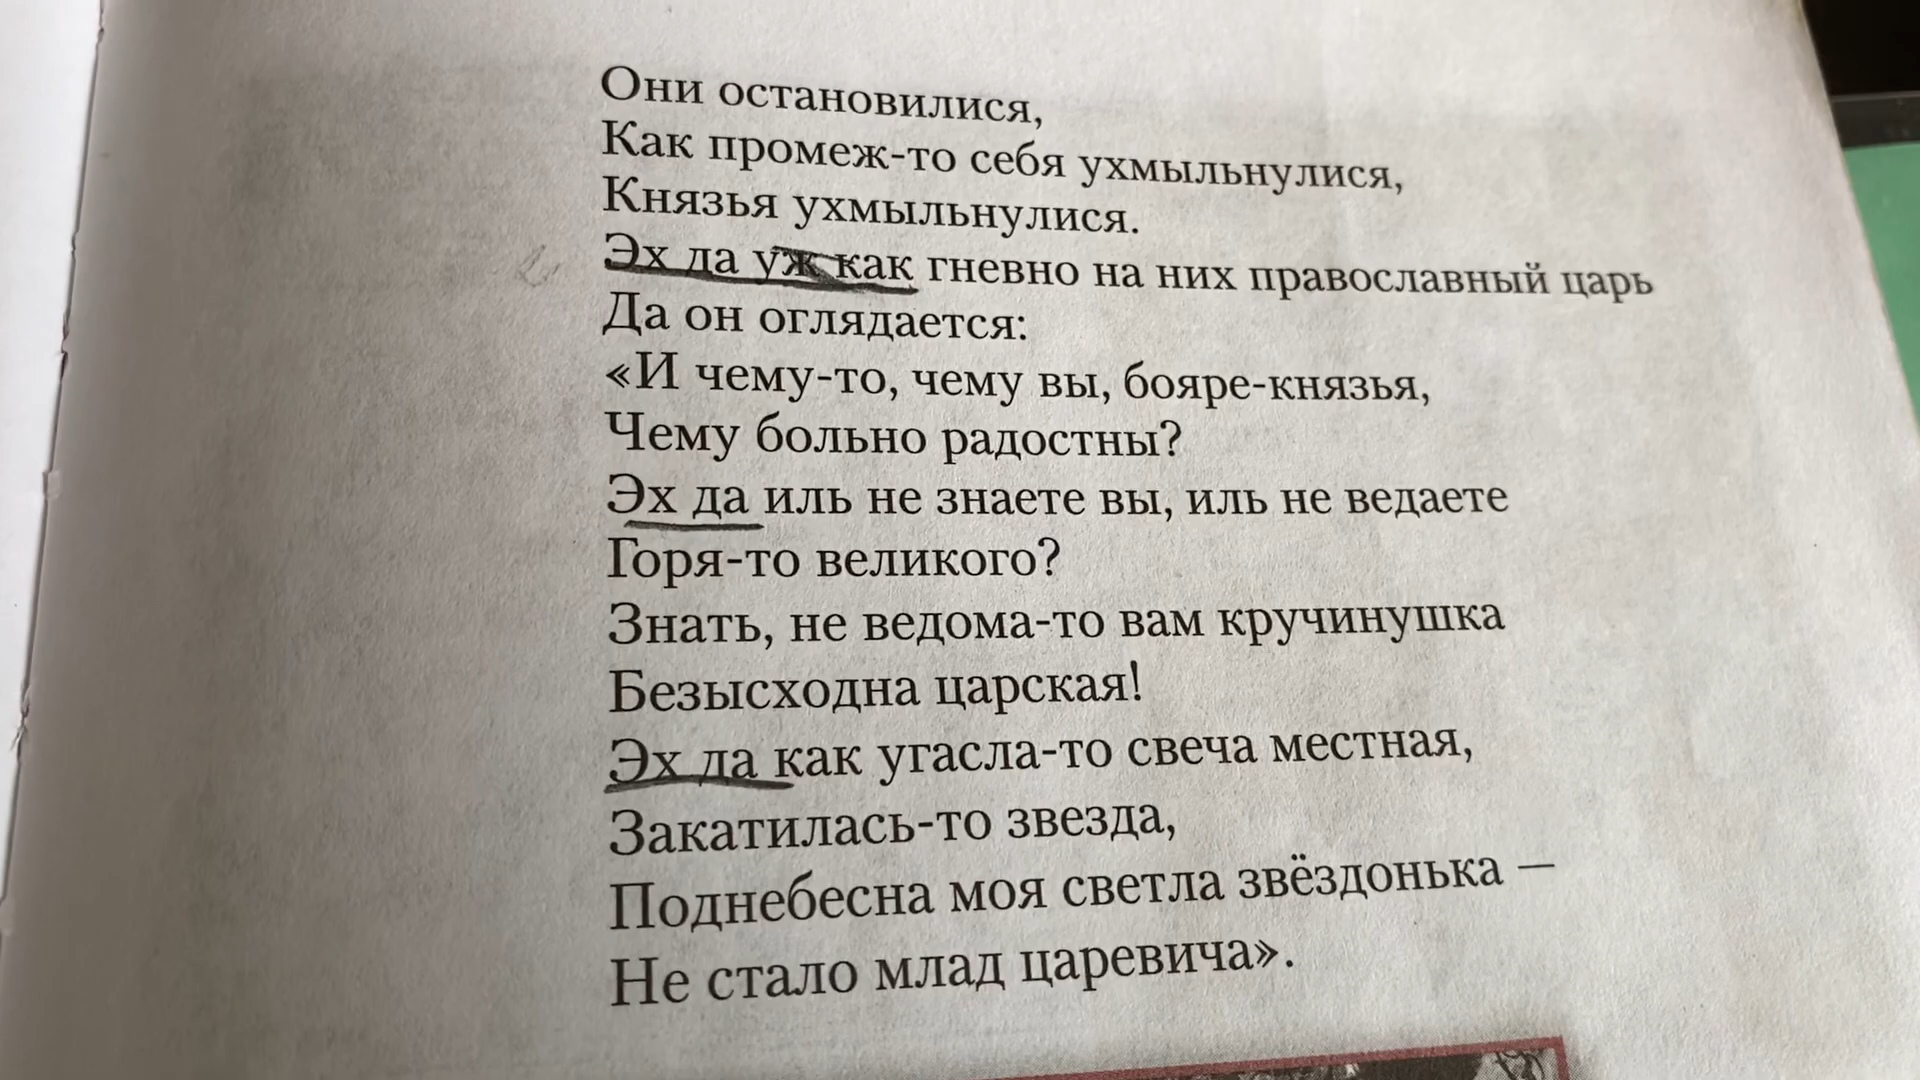 Они остановилися,
Как промеж-то себя ухмыльнулися,
Князья ухмыльнулися.
Эх да уж как гневно на них православный царь
Да он оглядается:
«И чему-то, чему вы, бояре-князья,
Чему больно радостны?
Эх да иль не знаете вы, иль не ведаете
Горя-то великого?
Знать, не ведома-то вам кручинушка
Безысходна царская!
Эх да как угасла-то свеча местная,
Закатилась-то звезда,
Поднебесна моя светла звёздонька —
Не стало млад царевича».